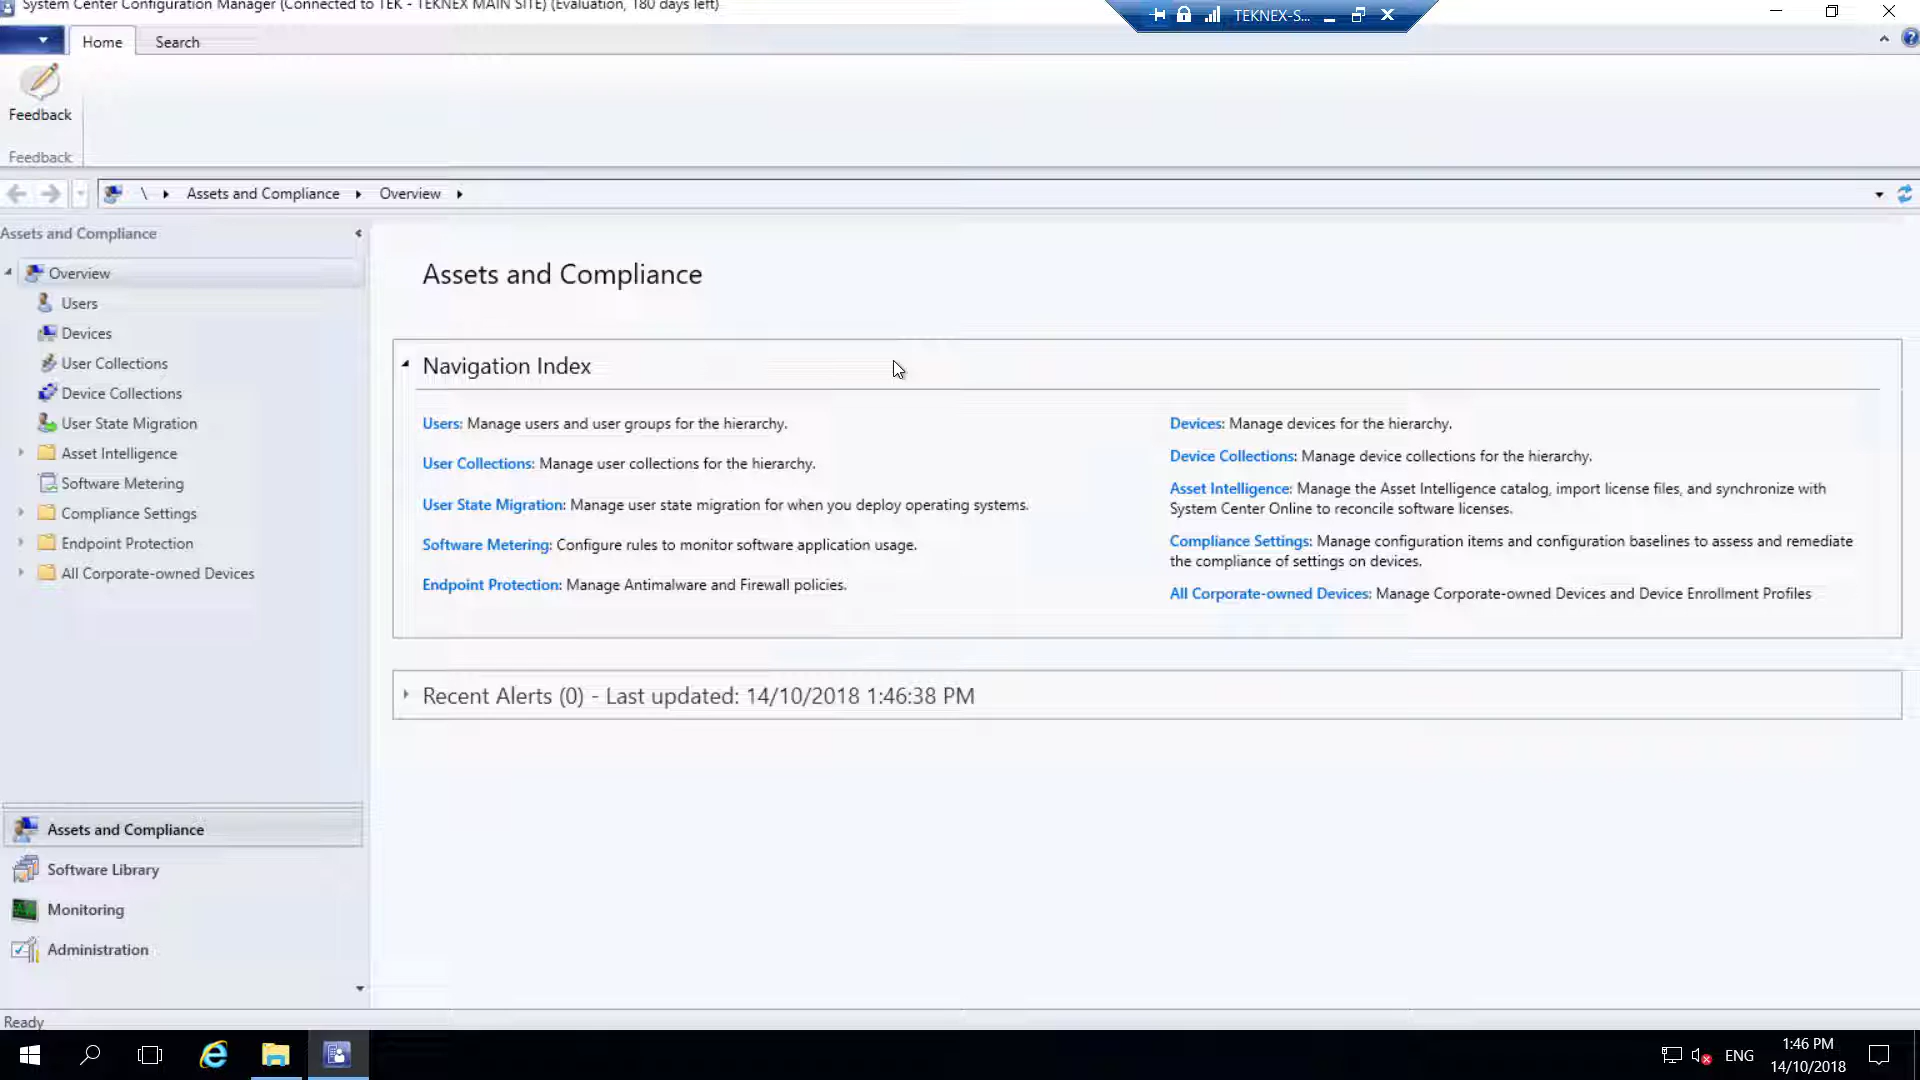 System Center Configuration Manager (Connected to TEK - TEKNEX MAIN SITE) (Evaluation, 180 days left)
TEKNEX-S...
Home
Search
Feedback
Feedback
\
Assets and Compliance
Overview
Assets and Compliance
Overview
Users
Devices
User Collections
Device Collections
User State Migration
Asset Intelligence
Software Metering
Compliance Settings
Endpoint Protection
All Corporate-owned Devices
Assets and Compliance
Software Library
Monitoring
Administration
Assets and Compliance
Navigation Index
Users: Manage users and user groups for the hierarchy.
User Collections: Manage user collections for the hierarchy.
User State Migration: Manage user state migration for when you deploy operating systems.
Software Metering: Configure rules to monitor software application usage.
Endpoint Protection: Manage Antimalware and Firewall policies.
Devices: Manage devices for the hierarchy.
Device Collections: Manage device collections for the hierarchy.
Asset Intelligence: Manage the Asset Intelligence catalog, import license files, and synchronize with
System Center Online to reconcile software licenses.
Compliance Settings: Manage configuration items and configuration baselines to assess and remediate
the compliance of settings on devices.
All Corporate-owned Devices: Manage Corporate-owned Devices and Device Enrollment Profiles
Recent Alerts (0) - Last updated: 14/10/2018 1:46:38 PM
Ready
ENG
1:46 PM
14/10/2018